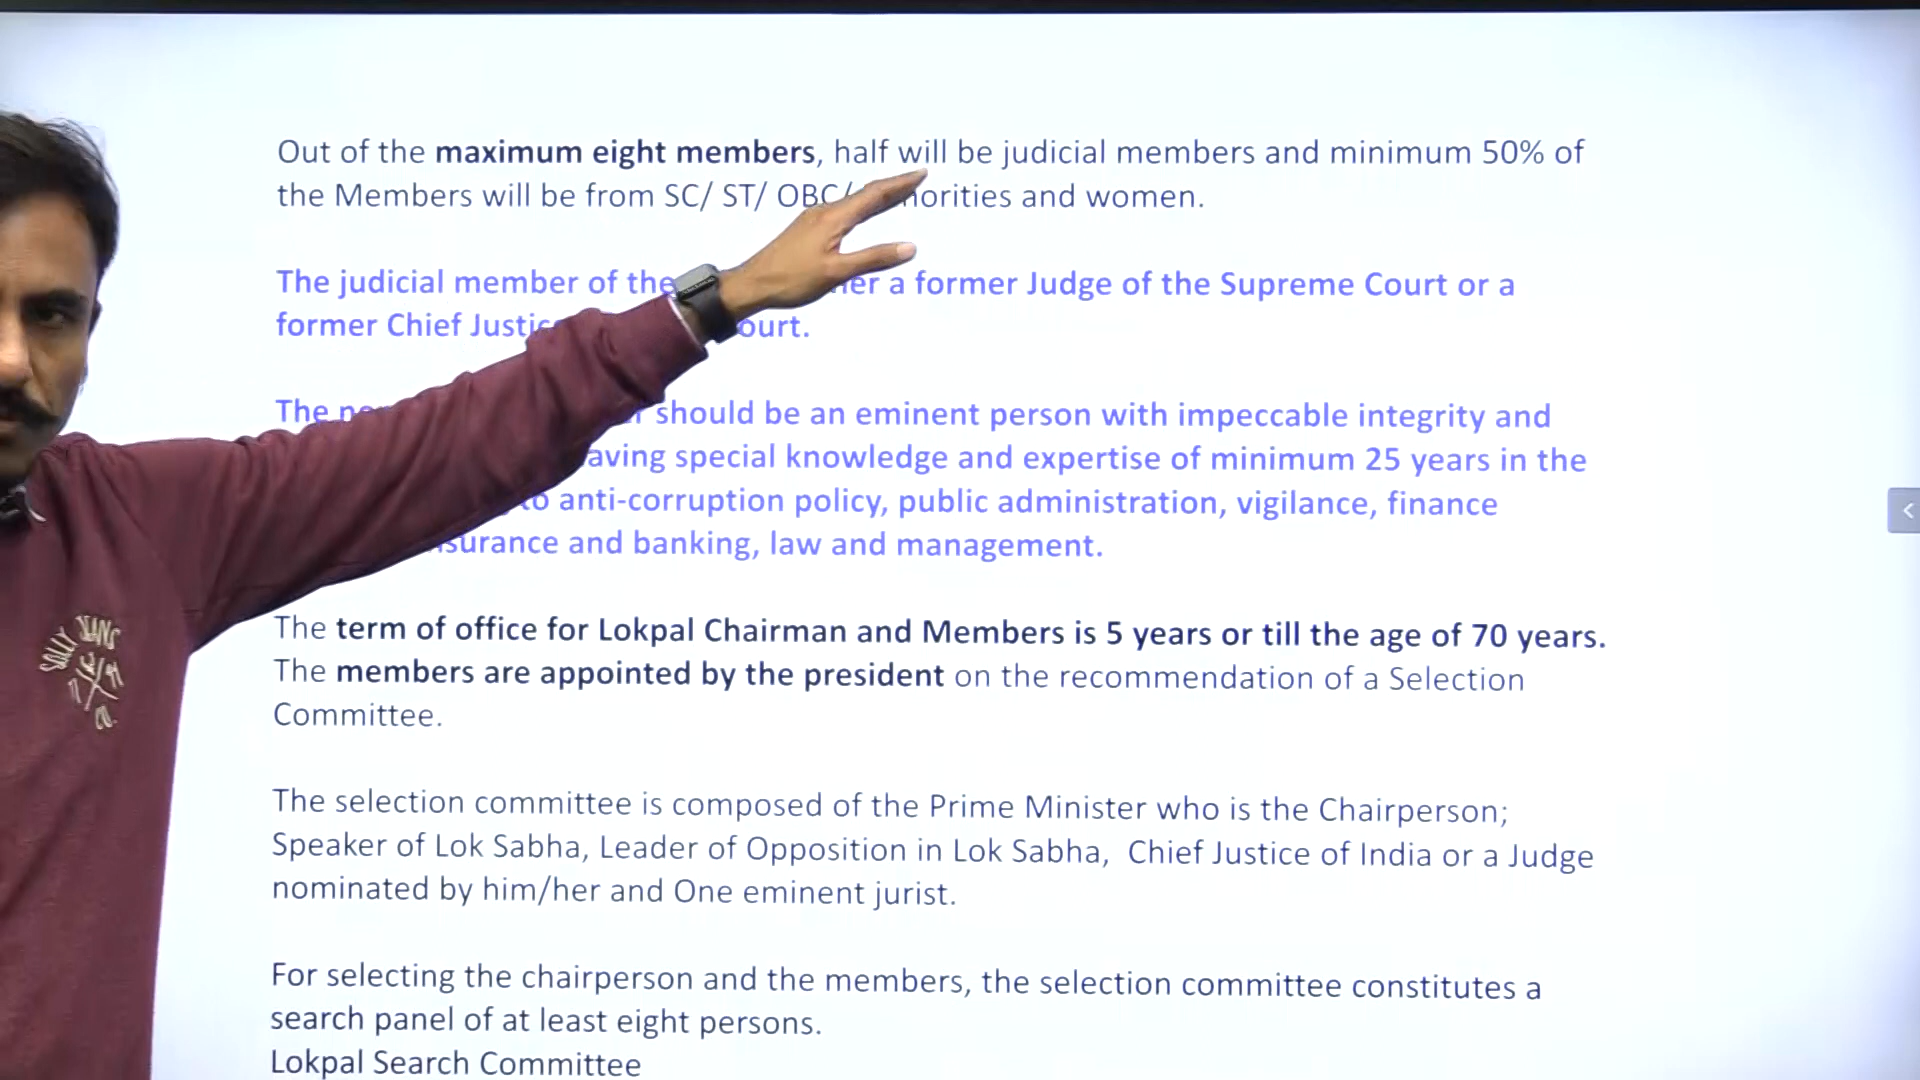 Out of the maximum eight members, half will be judicial members and minimum 50% of
the Members will be from SC/ ST/ OBC/ and women.
The judicial member of the a former Judge of the Supreme Court or a
former Chief
The should be an eminent person with impeccable integrity and
special knowledge and expertise of minimum 25 years in the
anti-corruption policy, public administration, vigilance, finance
and banking, law and management.
The term of office for Lokpal Chairman and Members is 5 years or till the age of 70 years.
The members are appointed by the president on the recommendation of a Selection
Committee.
The selection committee is composed of the Prime Minister who is the Chairperson;
Speaker of Lok Sabha, Leader of Opposition in Lok Sabha, Chief Justice of India or a Judge
nominated by him/her and One eminent jurist.
For selecting the chairperson and the members, the selection committee constitutes a
search panel of at least eight persons.
Lokpal Search Committee